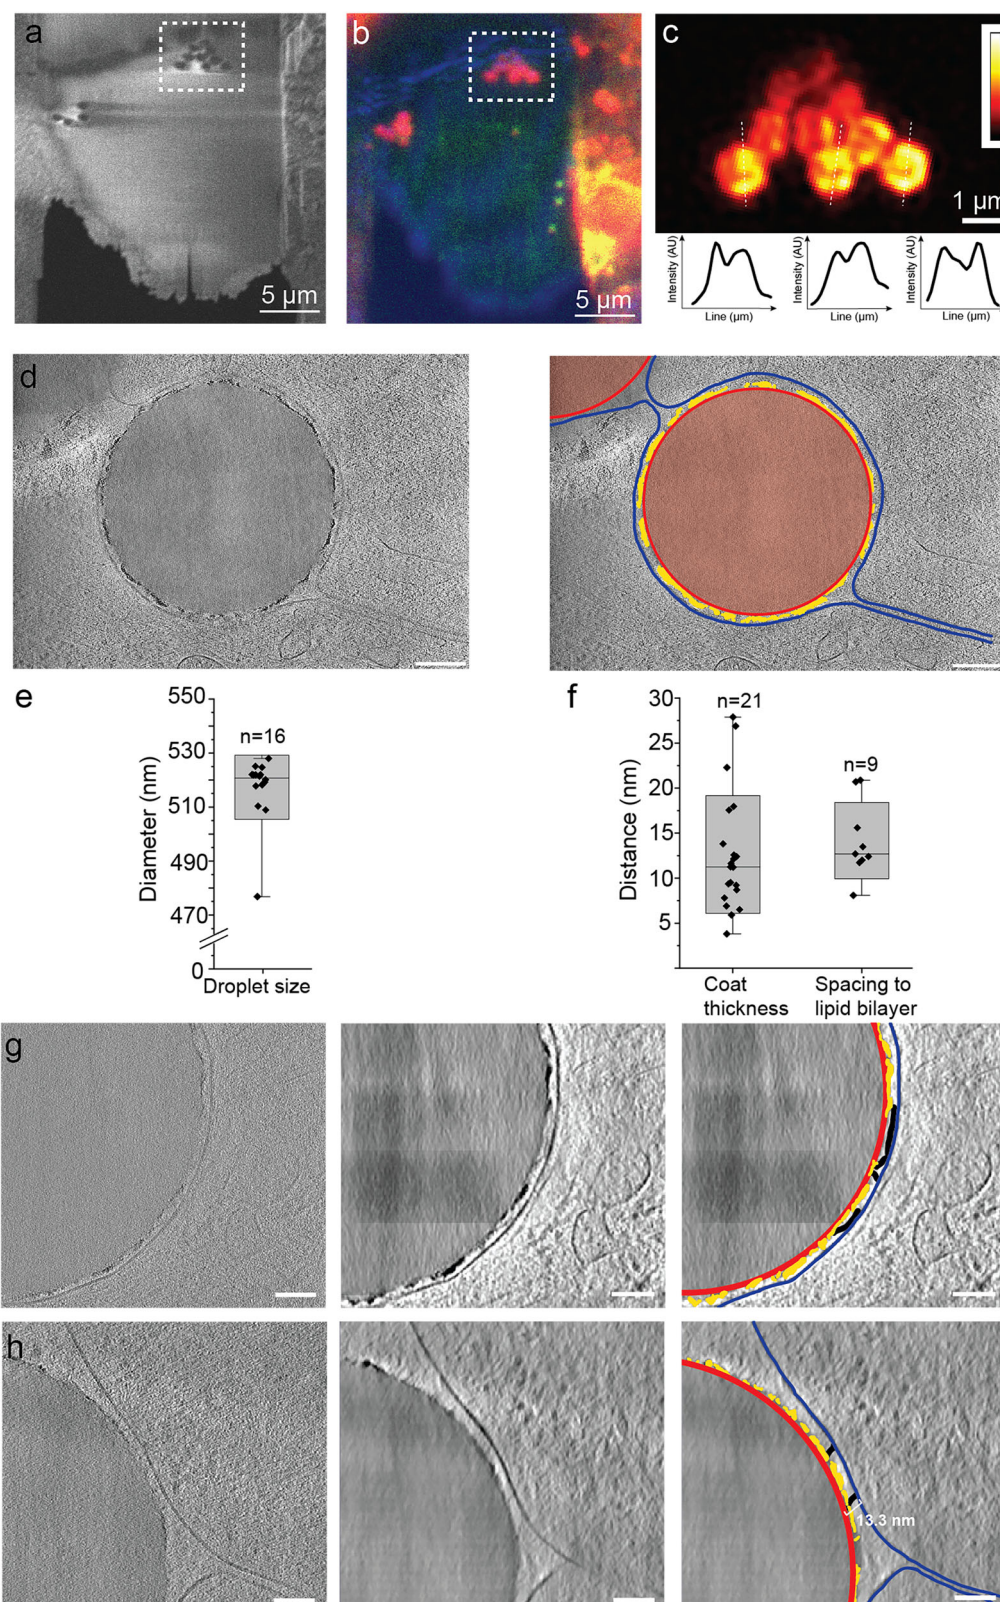 a
5 µm
b
5 µm
c
1 µm
Intensity (AU)
Line (µm)
Intensity (AU)
Line (µm)
Intensity (AU)
Line (µm)
d
e
550
530
510
490
470
0
Diameter (nm)
n=16
Droplet size
f
30
25
20
15
10
5
Distance (nm)
n=21
n=9
Coat
thickness
Spacing to
lipid bilayer
g
h
13.3 nm